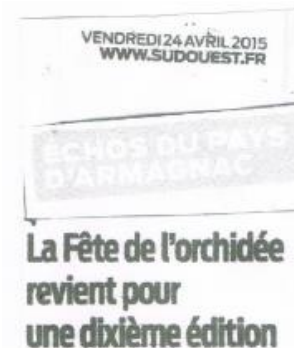 VENDREDI 24 AVRIL 2015
WWW.SUDOUEST.FR
ÉCHOS DU PAYS
D'ARMAGNAC
La Fête de l'orchidée
revient pour
une dixième édition